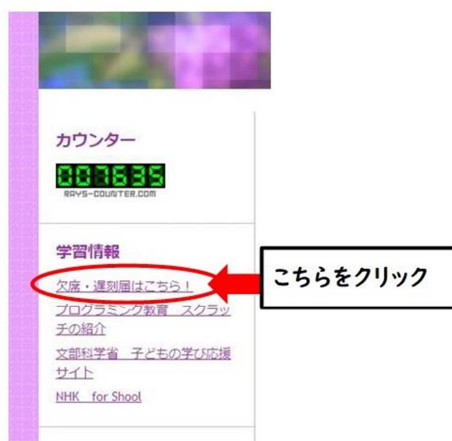 カウンター
007635
RAYS-COUNTER.COM
学習情報
欠席・遅刻届はこちら！
こちらをクリック
プログラミング教育　スクラッ
チの紹介
文部科学省　子どもの学び応援
サイト
NHK　for Shool